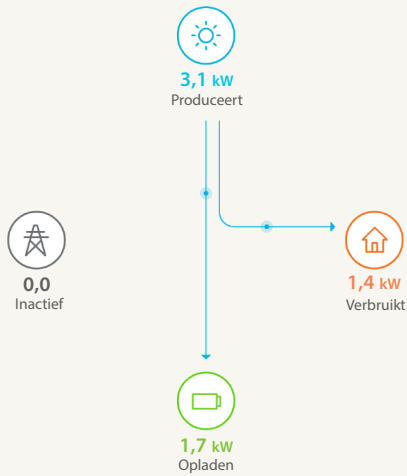 3,1 kW
Produceert
0,0
Inactief
1,4 kW
Verbruikt
1,7 kW
Opladen